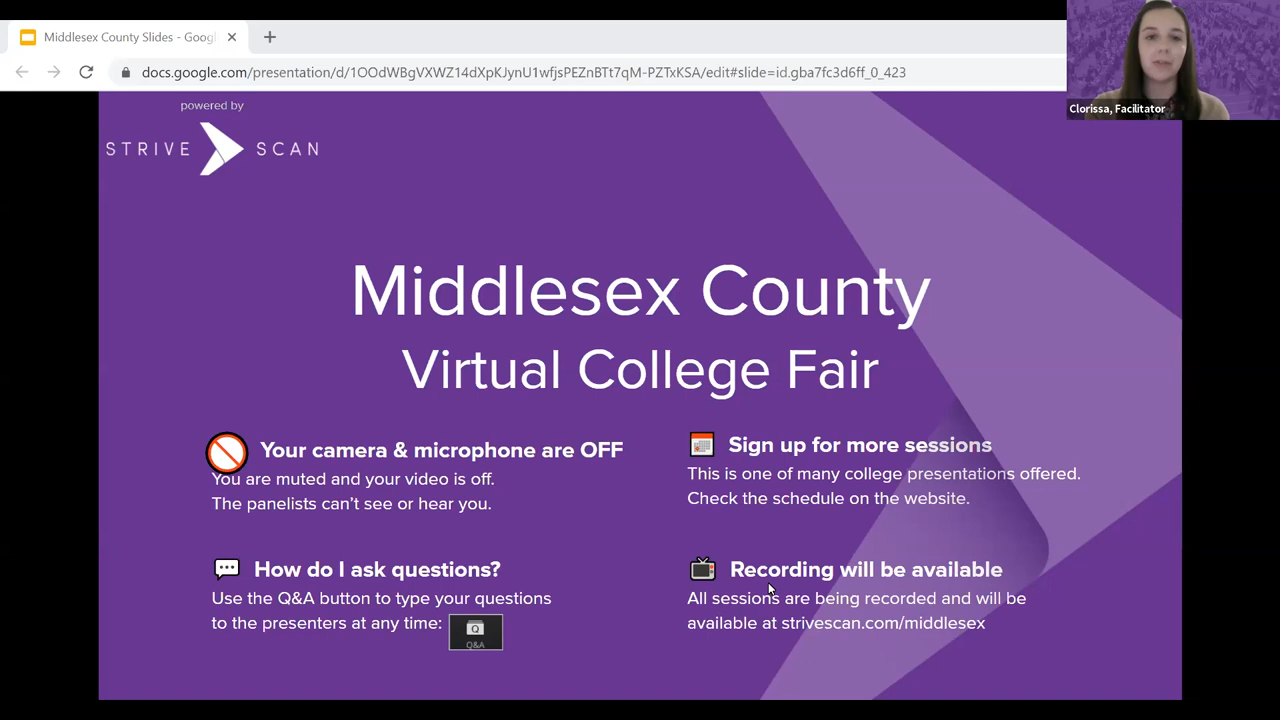 Middlesex County Slides - Goog
docs.google.com/presentation/d/1OOdWBgVXWZ14dXpKJynU1wfjsPEZnBTt7qM-PZTxKSA/edit#slide=id.gba7fc3d6ff_0_423
Clorissa, Facilitator
powered by
STRIVE SCAN
Middlesex County
Virtual College Fair
Your camera & microphone are OFF
You are muted and your video is off.
The panelists can't see or hear you.
Sign up for more sessions
This is one of many college presentations offered.
Check the schedule on the website.
How do I ask questions?
Use the Q&A button to type your questions
to the presenters at any time:
Q
Q&A
Recording will be available
All sessions are being recorded and will be
available at strivescan.com/middlesex